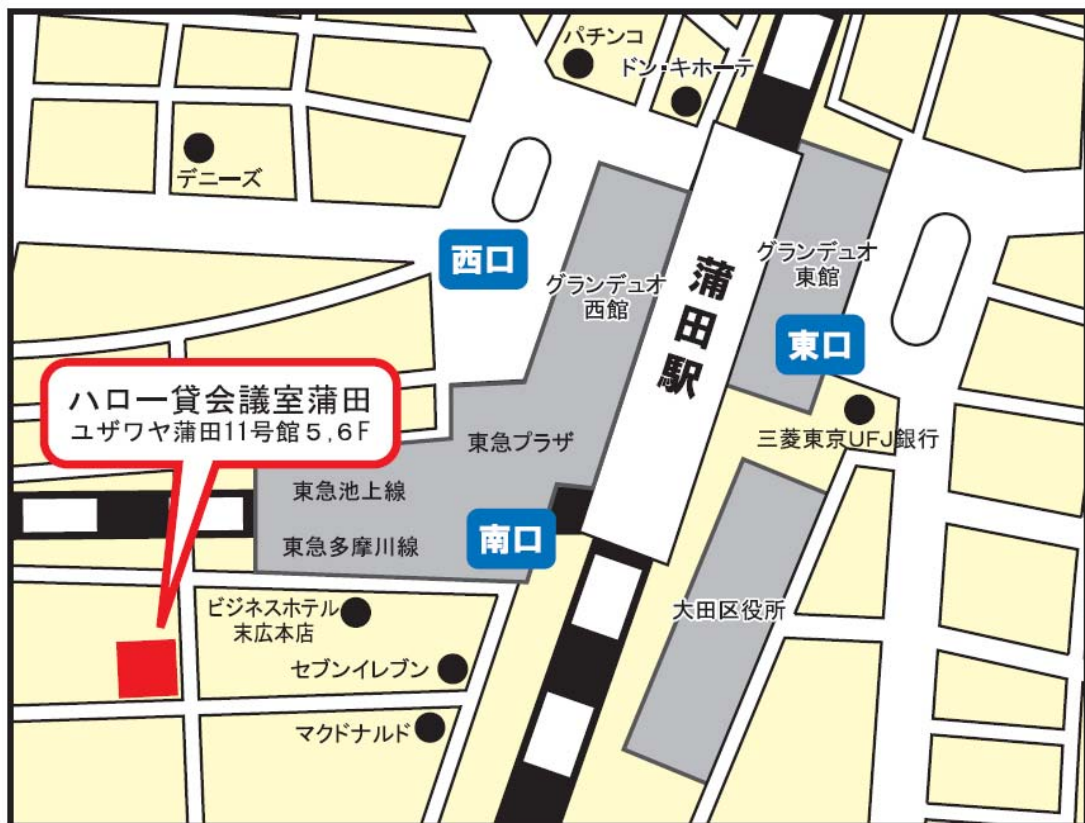 パチンコ
ドン・キホーテ
デニーズ
西口
グランデュオ
西館
蒲田駅
グランデュオ
東館
東口
ハロー貸会議室蒲田
ユザワヤ蒲田11号館5,6F
東急プラザ
三菱東京UFJ銀行
東急池上線
東急多摩川線
南口
ビジネスホテル
末広本店
大田区役所
セブンイレブン
マクドナルド